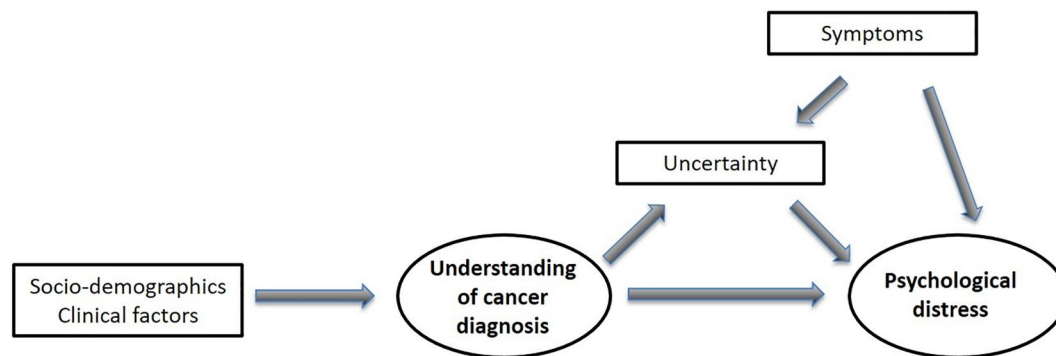 Symptoms
Uncertainty
Socio-demographics
Clinical factors
Understanding
of cancer
diagnosis
Psychological
distress